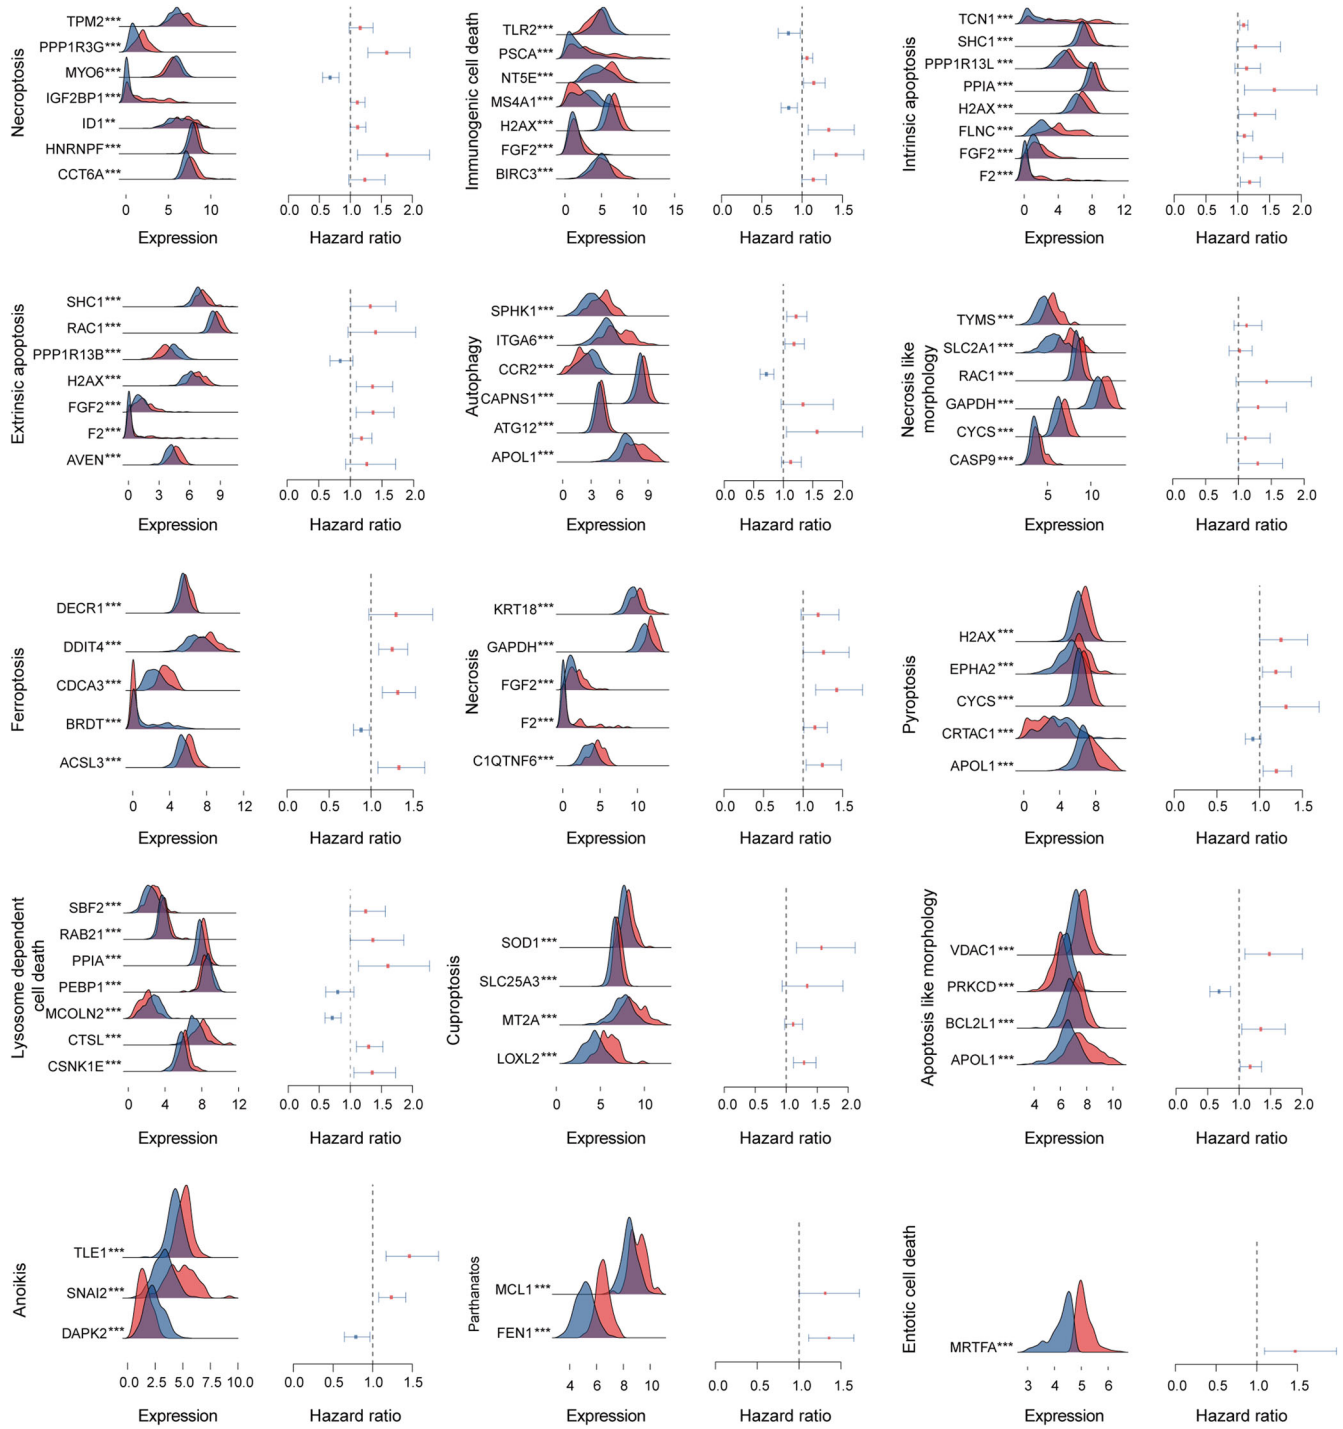 Necroptosis
TPM2***
PPP1R3G***
MYO6***
IGF2BP1***
ID1**
HNRNPF***
CCT6A***
0 5 10
Expression
0.0 0.5 1.0 1.5 2.0
Hazard ratio
Immunogenic cell death
TLR2***
PSCA***
NT5E***
MS4A1***
H2AX***
FGF2***
BIRC3***
0 5 10 15
Expression
0.0 0.5 1.0 1.5
Hazard ratio
Intrinsic apoptosis
TCN1***
SHC1***
PPP1R13L***
PPIA***
H2AX***
FLNC***
FGF2***
F2***
0 4 8 12
Expression
0.0 0.5 1.0 1.5 2.0
Hazard ratio
Extrinsic apoptosis
SHC1***
RAC1***
PPP1R13B***
H2AX***
FGF2***
F2***
AVEN***
0 3 6 9
Expression
0.0 0.5 1.0 1.5 2.0
Hazard ratio
Autophagy
SPHK1***
ITGA6***
CCR2***
CAPNS1***
ATG12***
APOL1***
0 3 6 9
Expression
0.0 0.5 1.0 1.5 2.0
Hazard ratio
Necrosis like
morphology
TYMS***
SLC2A1***
RAC1***
GAPDH***
CYCS***
CASP9***
5 10
Expression
0.0 0.5 1.0 1.5 2.0
Hazard ratio
Ferroptosis
DECR1***
DDIT4***
CDCA3***
BRDT***
ACSL3***
0 4 8 12
Expression
0.0 0.5 1.0 1.5
Hazard ratio
Necrosis
KRT18***
GAPDH***
FGF2***
F2***
C1QTNF6***
0 5 10
Expression
0.0 0.5 1.0 1.5
Hazard ratio
Pyroptosis
H2AX***
EPHA2***
CYCS***
CRTAC1***
APOL1***
0 4 8
Expression
0.0 0.5 1.0 1.5
Hazard ratio
Lysosome dependent
cell death
SBF2***
RAB21***
PPIA***
PEBP1***
MCOLN2***
CTSL***
CSNK1E***
0 4 8 12
Expression
0.0 0.5 1.0 1.5 2.0
Hazard ratio
Cuproptosis
SOD1***
SLC25A3***
MT2A***
LOXL2***
0 5 10
Expression
0.0 0.5 1.0 1.5 2.0
Hazard ratio
Apoptosis like morphology
VDAC1***
PRKCD***
BCL2L1***
APOL1***
4 6 8 10
Expression
0.0 0.5 1.0 1.5 2.0
Hazard ratio
Anoikis
TLE1***
SNAI2***
DAPK2***
0.0 2.5 5.0 7.5 10.0
Expression
0.0 0.5 1.0 1.5
Hazard ratio
Parthanatos
MCL1***
FEN1***
4 6 8 10
Expression
0.0 0.5 1.0 1.5
Hazard ratio
Entotic cell death
MRTFA***
3 4 5 6
Expression
0.0 0.5 1.0 1.5
Hazard ratio